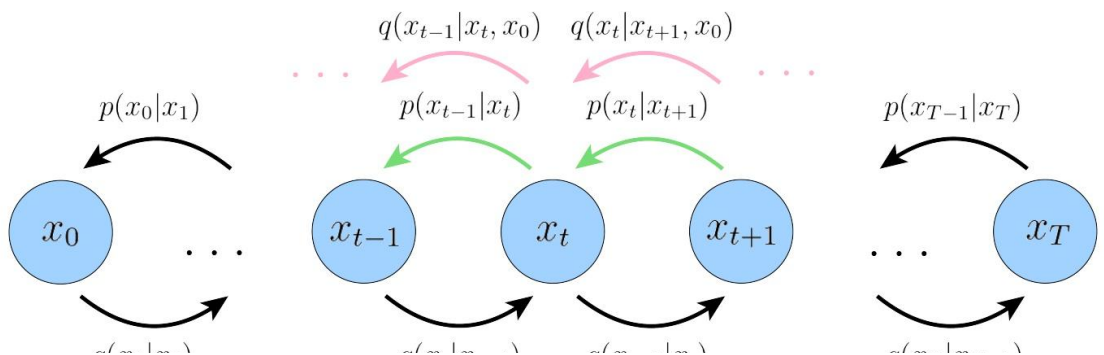 q(x_{t-1}|x_t, x_0) q(x_t|x_{t+1}, x_0)
p(x_0|x_1) p(x_{t-1}|x_t) p(x_t|x_{t+1}) p(x_{T-1}|x_T)
x_0 ... x_{t-1} x_t x_{t+1} ... x_T